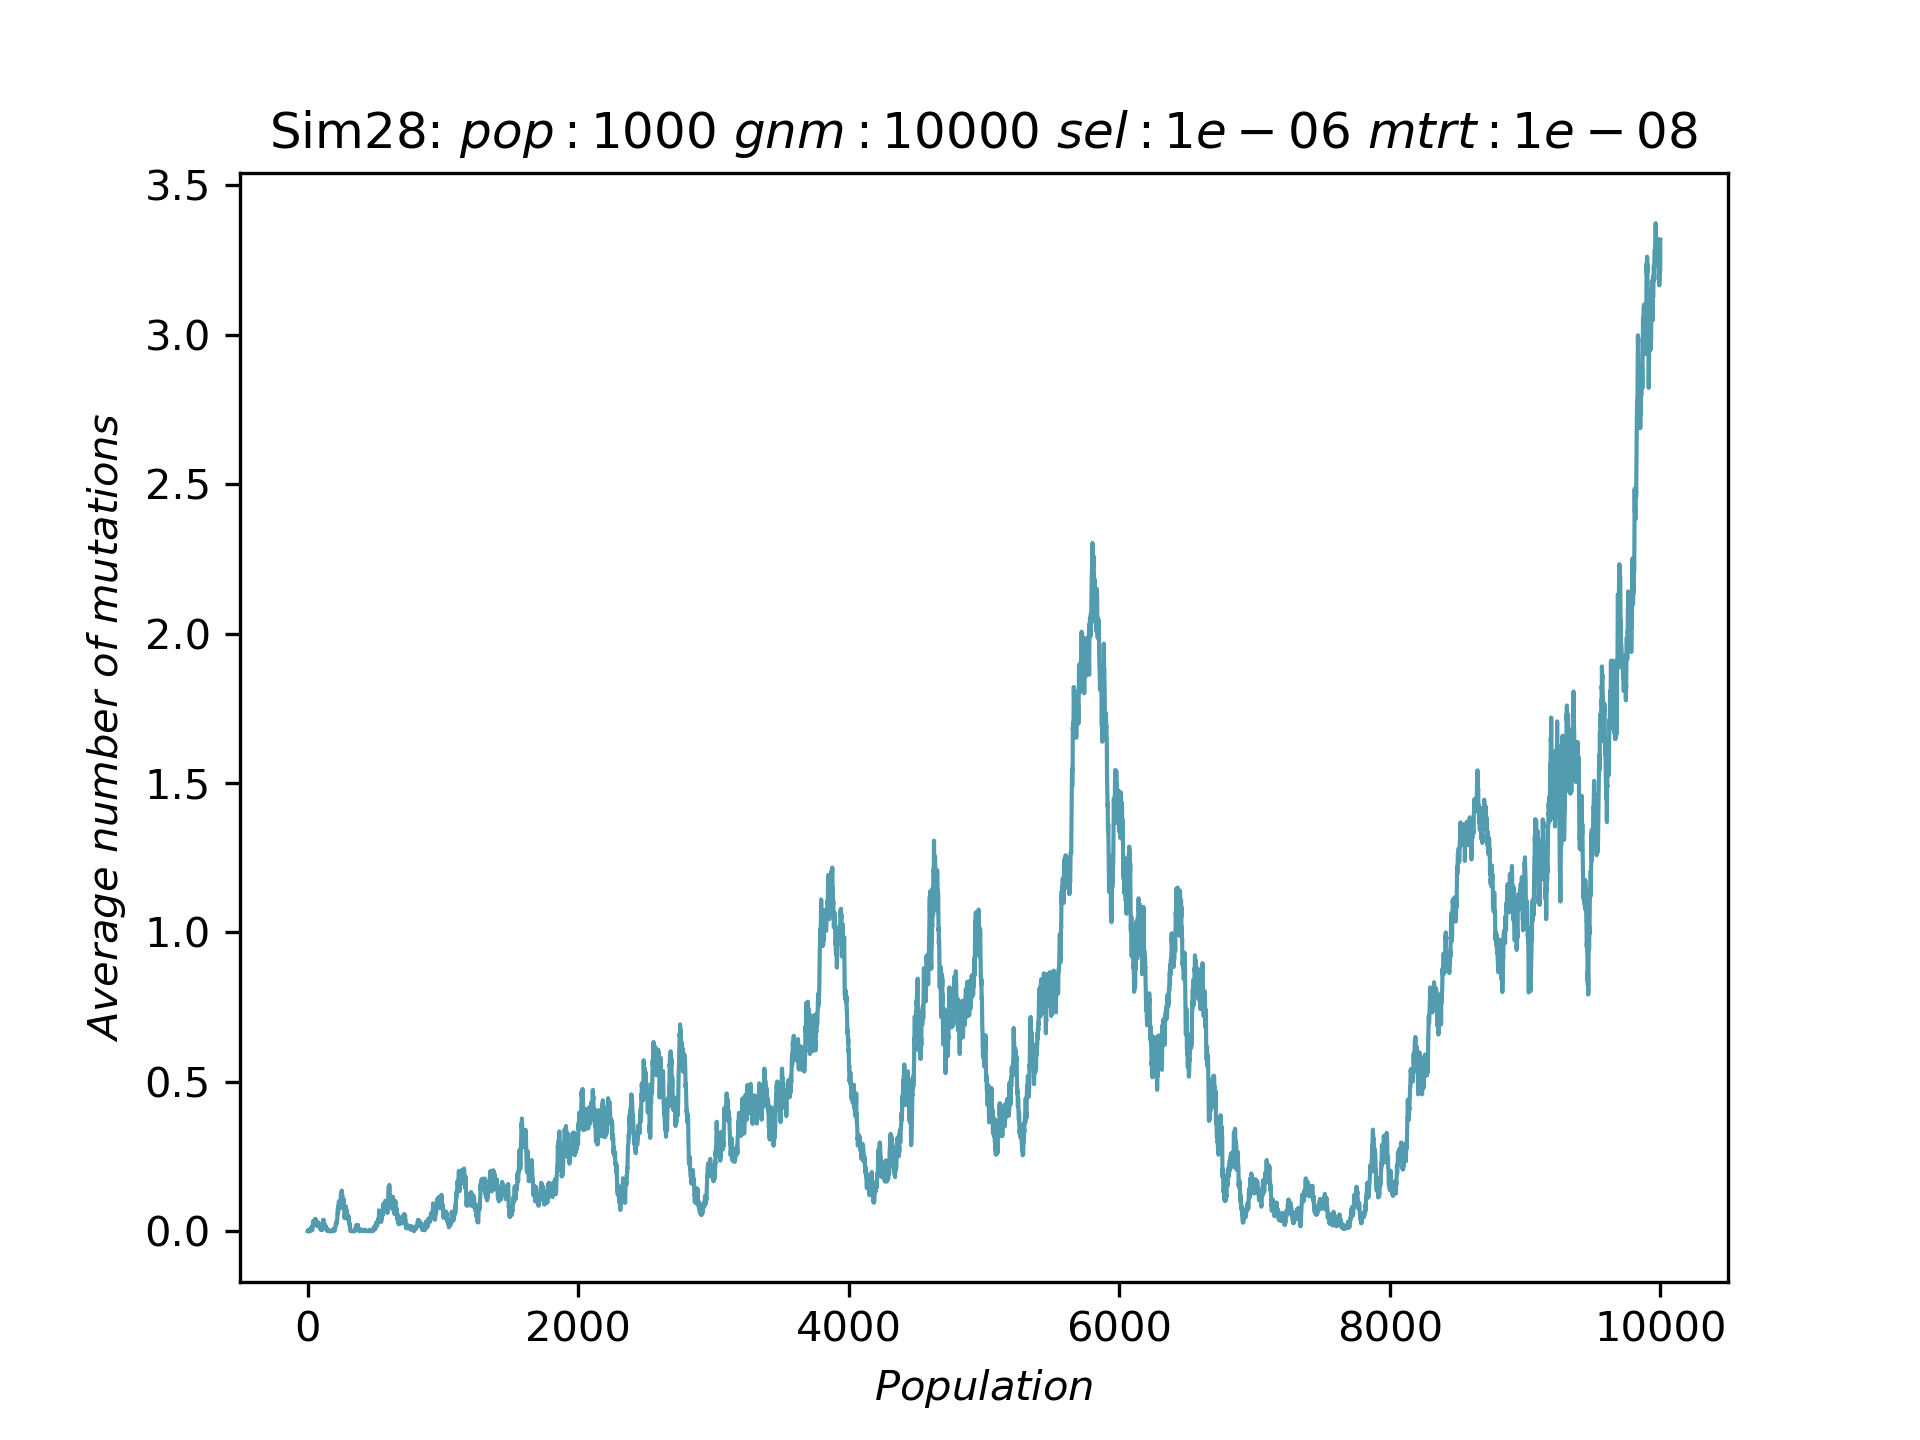 Sim28: pop : 1000 gnm : 10000 sel : 1e − 06 mtrt : 1e − 08
3.5
3.0
2.5
2.0
1.5
1.0
0.5
0.0
Average number of mutations
0 2000 4000 6000 8000 10000
Population